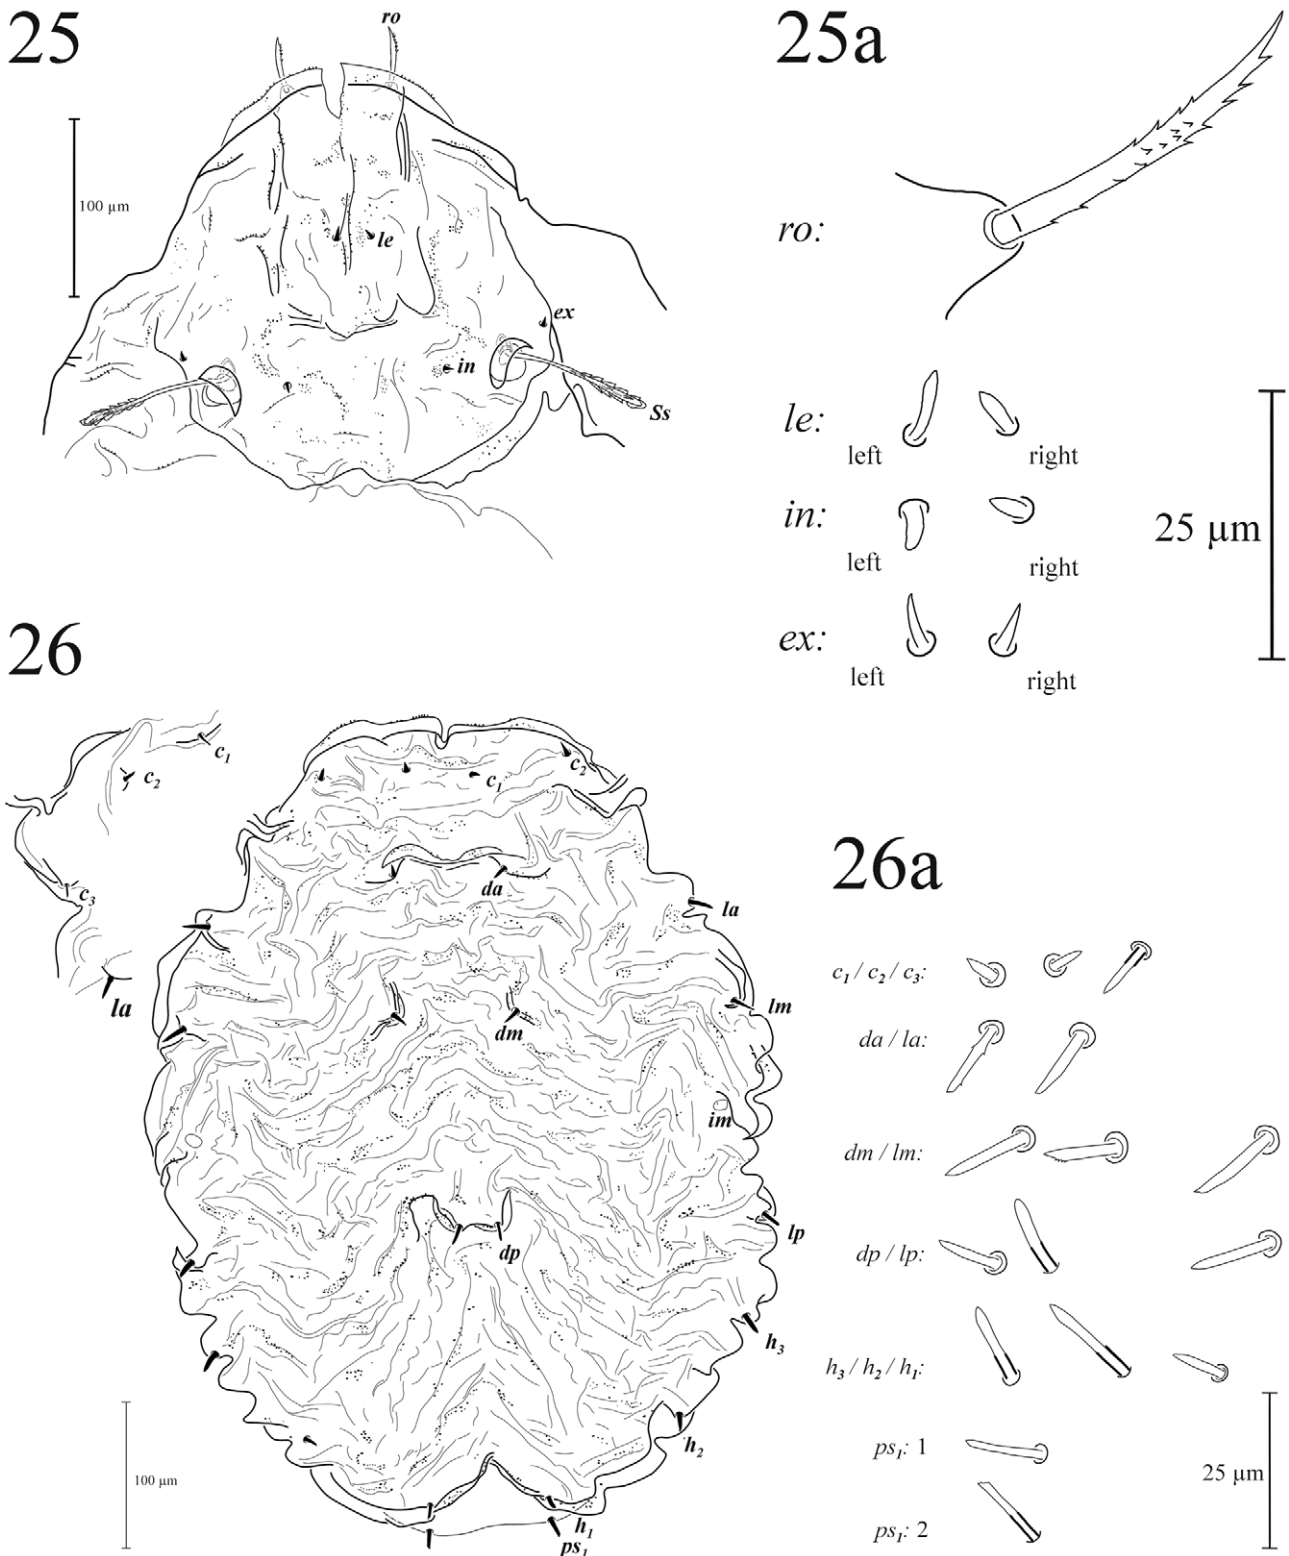 25
ro
100 µm
le
ex
in
Ss
25a
ro:
le:
left
right
in:
left
right
25 µm
ex:
left
right
26
c1
c2
c3
la
c2
c1
da
la
lm
dm
im
lp
dp
h3
h2
h1
ps1
100 µm
26a
c1 / c2 / c3:
da / la:
dm / lm:
dp / lp:
h3 / h2 / h1:
ps1: 1
25 µm
ps1: 2